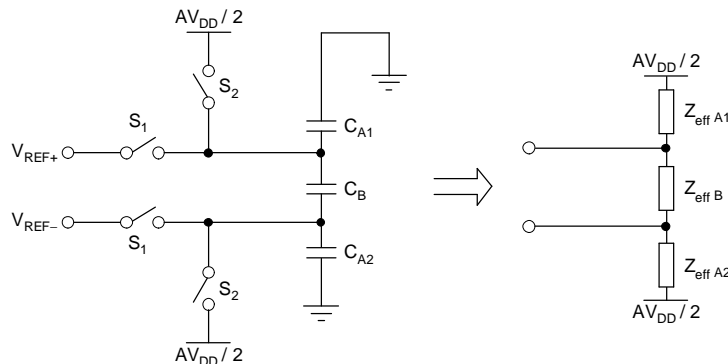 AVDD / 2
S2
S1
VREF+
CA1
CB
VREF–
S1
CA2
S2
AVDD / 2
AVDD / 2
Zeff A1
Zeff B
Zeff A2
AVDD / 2